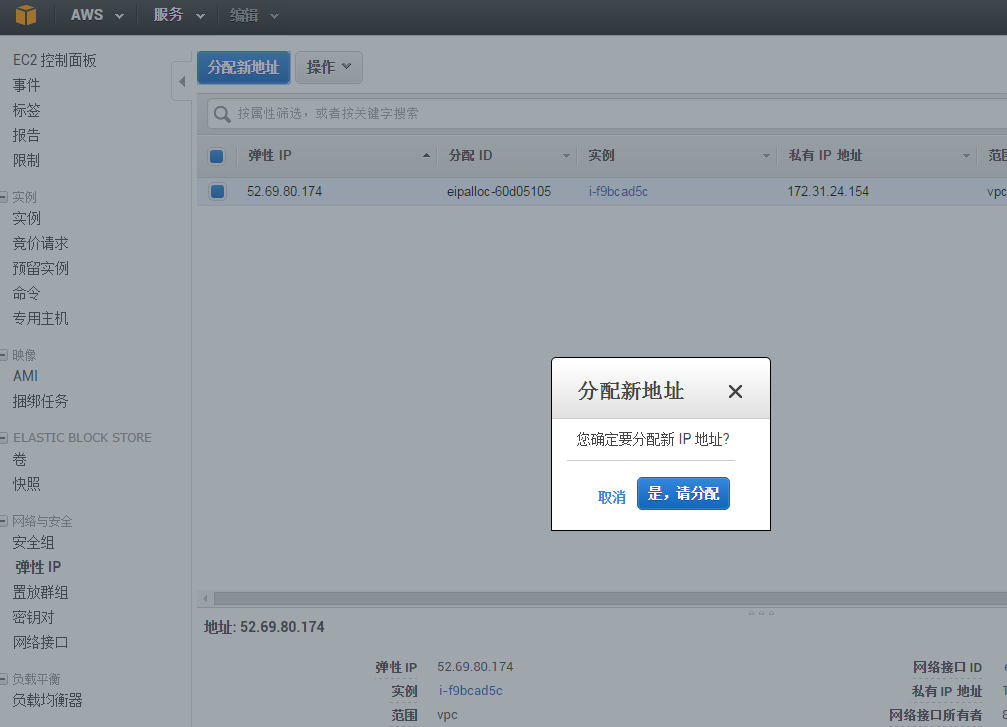 AWS 服务 编辑
EC2 控制面板
事件
标签
报告
限制
实例
实例
竞价请求
预留实例
命令
专用主机
映像
AMI
捆绑任务
ELASTIC BLOCK STORE
卷
快照
网络与安全
安全组
弹性 IP
置放群组
密钥对
网络接口
负载平衡
负载均衡器
分配新地址 操作
按属性筛选，或者按关键字搜索
弹性 IP 分配 ID 实例 私有 IP 地址 范围
52.69.80.174 eipalloc-60d05105 i-f9bcad5c 172.31.24.154 vpc
分配新地址
您确定要分配新 IP 地址?
取消 是，请分配
地址: 52.69.80.174
弹性 IP 52.69.80.174 网络接口 ID
实例 i-f9bcad5c 私有 IP 地址
范围 vpc 网络接口所有者